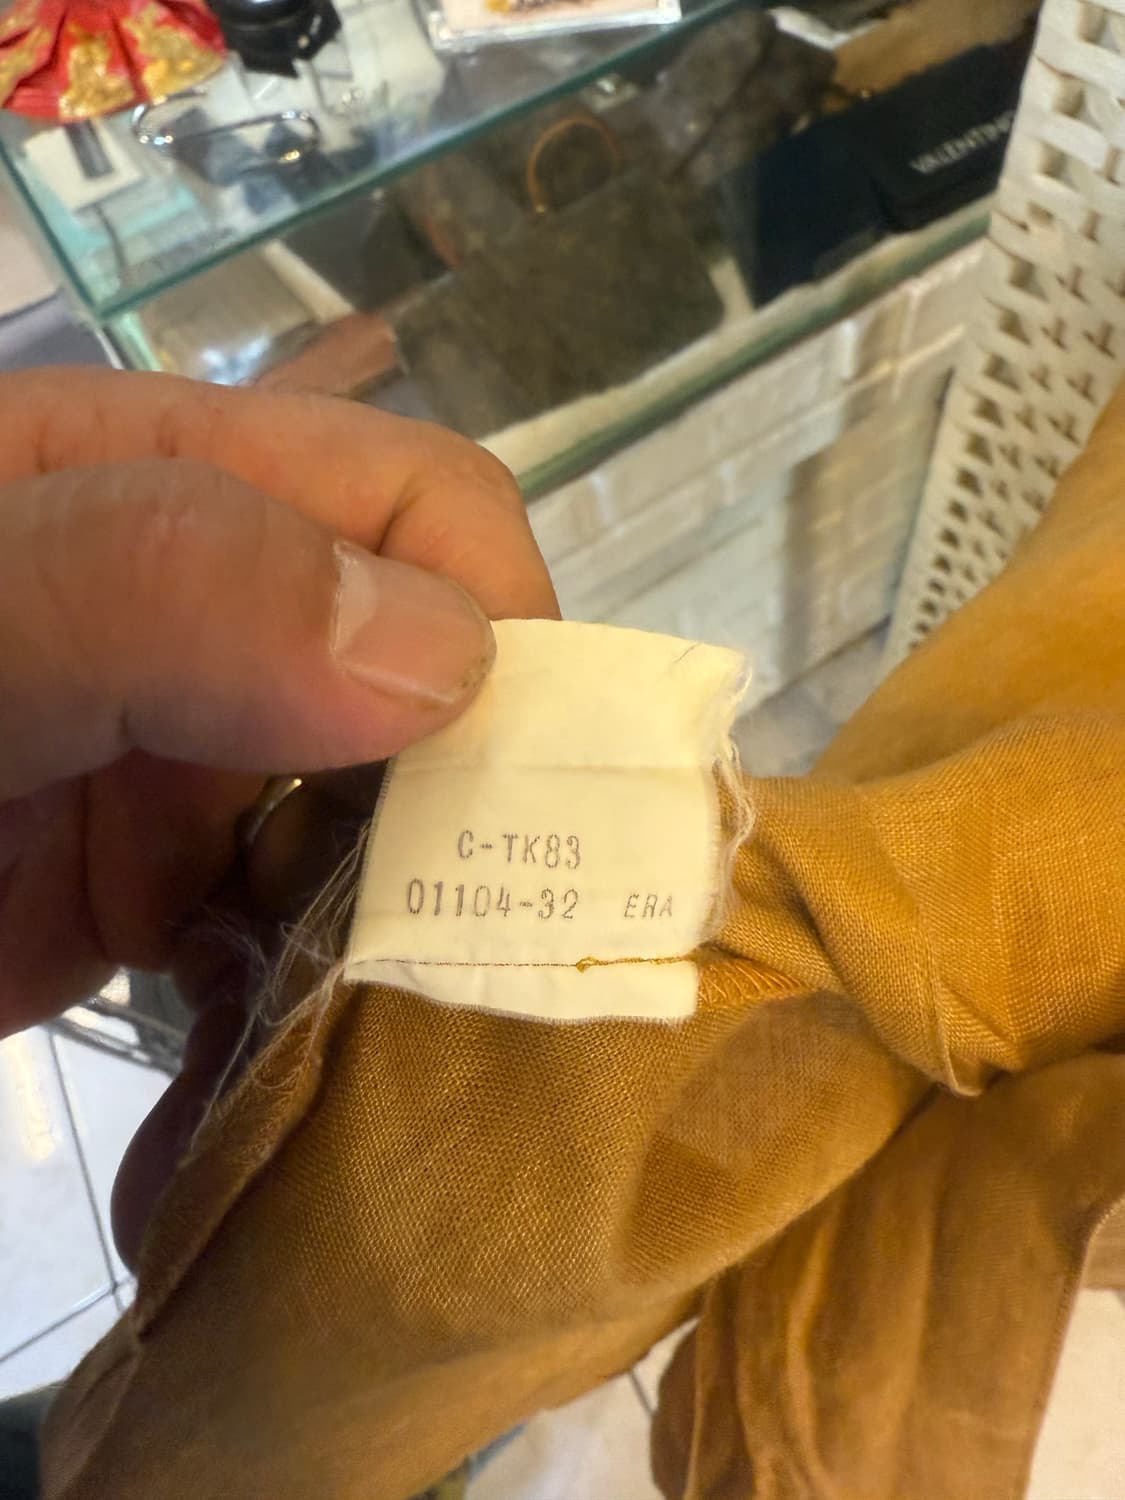 VALENTINO
C-TK83
01104-32 ERA